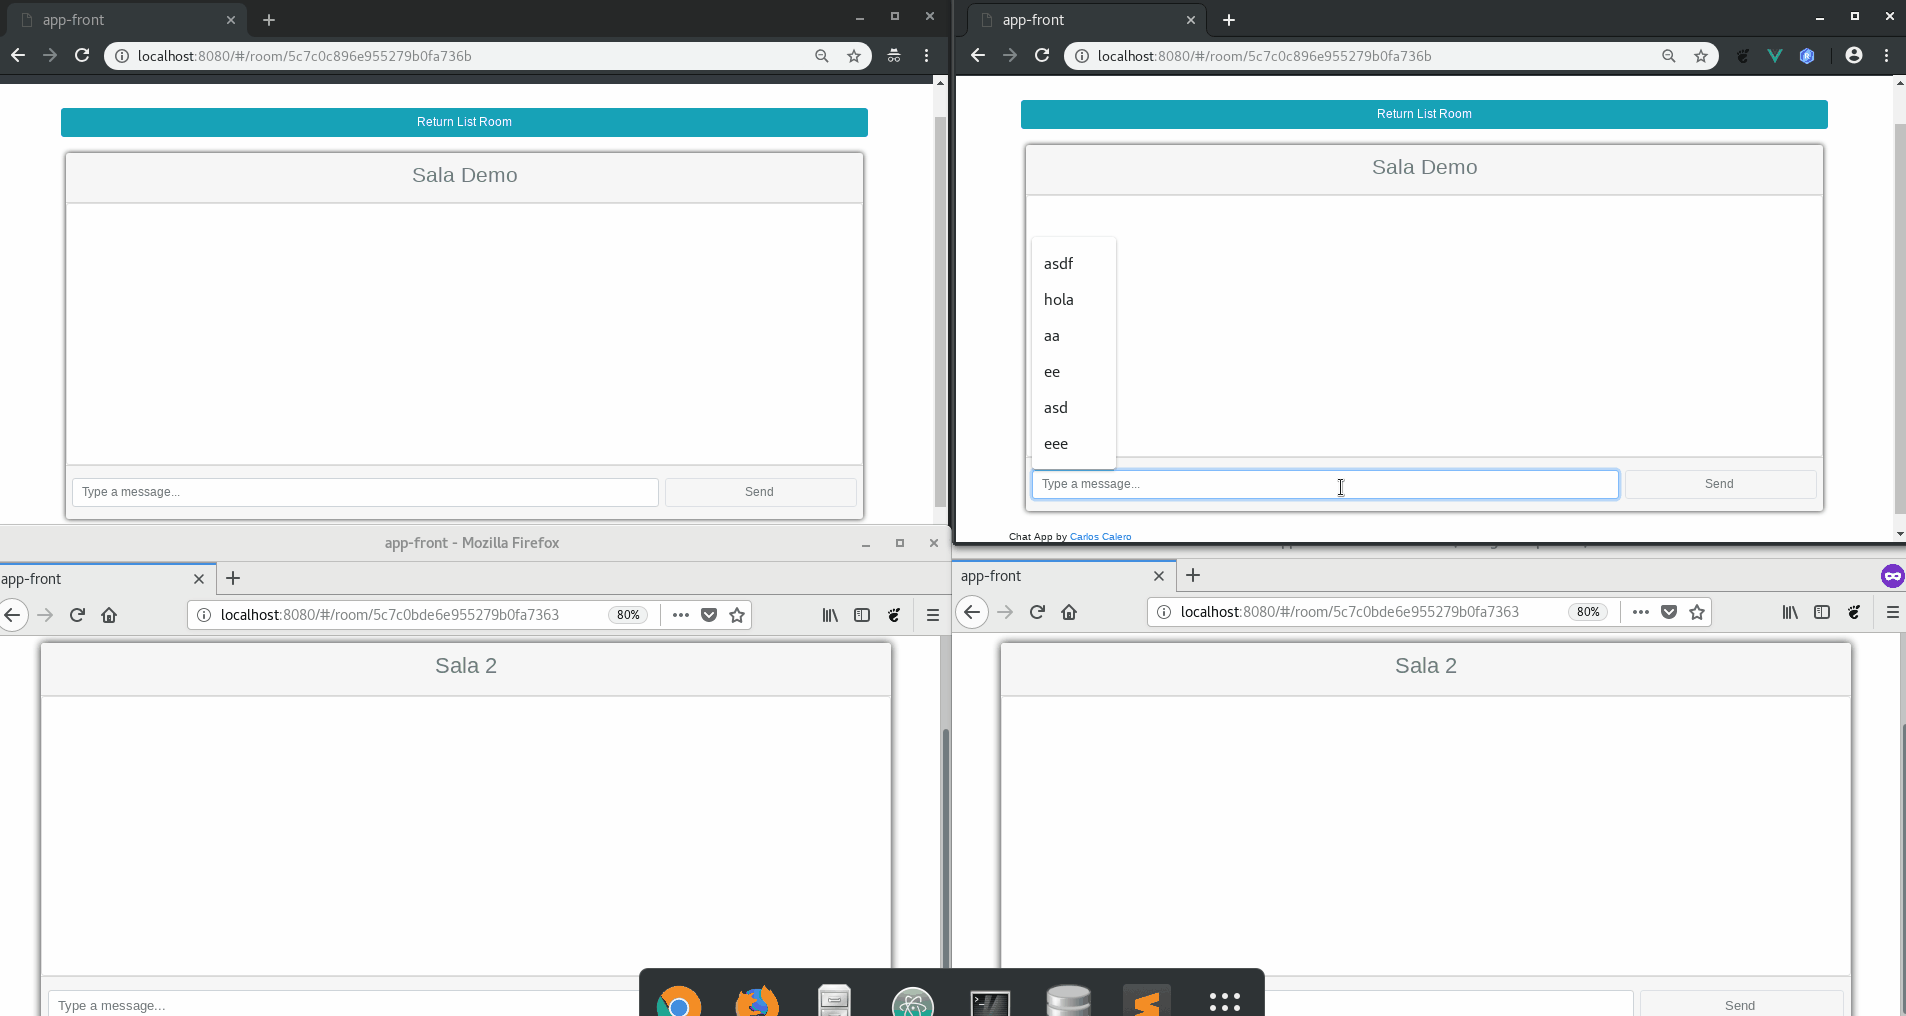 app-front
localhost:8080/#/room/5c7c0c896e955279b0fa736b
Return List Room
Sala Demo
Type a message...
Send
app-front
localhost:8080/#/room/5c7c0c896e955279b0fa736b
Return List Room
Sala Demo
asdf
hola
aa
ee
asd
eee
Type a message...
Send
Chat App by Carlos Calero
app-front - Mozilla Firefox
app-front
localhost:8080/#/room/5c7c0bde6e955279b0fa7363
80%
Sala 2
Type a message...
app-front
localhost:8080/#/room/5c7c0bde6e955279b0fa7363
80%
Sala 2
Send